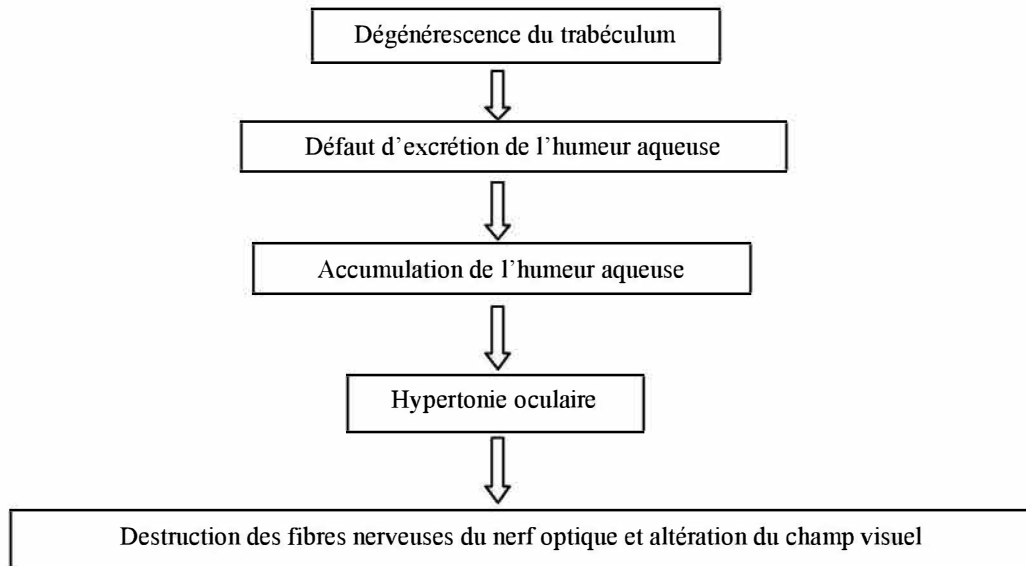 Dégénérescence du trabéculum
Défaut d’excrétion de l’humeur aqueuse
Accumulation de l’humeur aqueuse
Hypertonie oculaire
Destruction des fibres nerveuses du nerf optique et altération du champ visuel